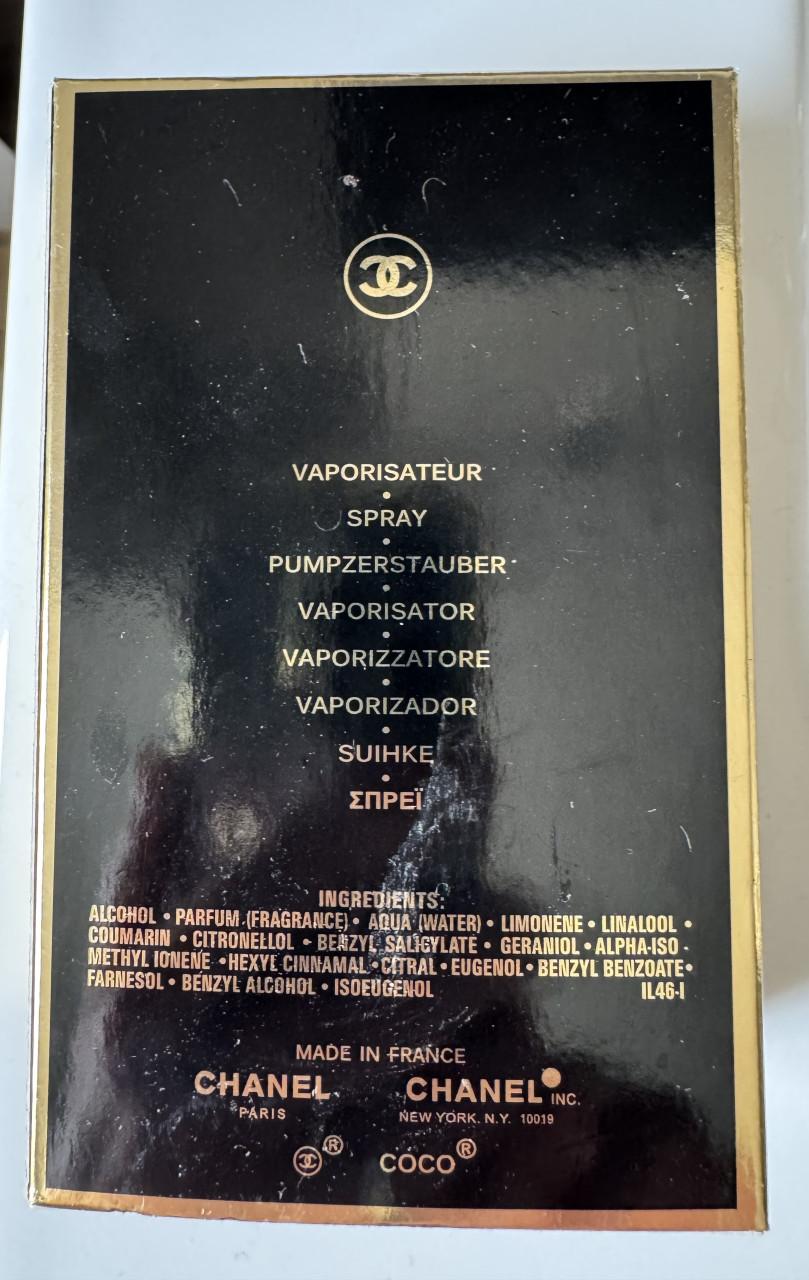 VAPORISATEUR
•
SPRAY
•
PUMPZERSTAUBER
•
VAPORISATOR
•
VAPORIZZATORE
•
VAPORIZADOR
•
SUIHKE
•
ΣΠΡΕΪ
INGREDIENTS:
ALCOHOL • PARFUM (FRAGRANCE) • AQUA (WATER) • LIMONENE • LINALOOL •
COUMARIN • CITRONELLOL • BENZYL SALICYLATE • GERANIOL • ALPHA-ISO -
METHYL IONENE • HEXYL CINNAMAL • CITRAL • EUGENOL • BENZYL BENZOATE •
FARNESOL • BENZYL ALCOHOL • ISOEUGENOL IL46-I
MADE IN FRANCE
CHANEL CHANEL INC.
PARIS NEW YORK. N.Y. 10019
® COCO®